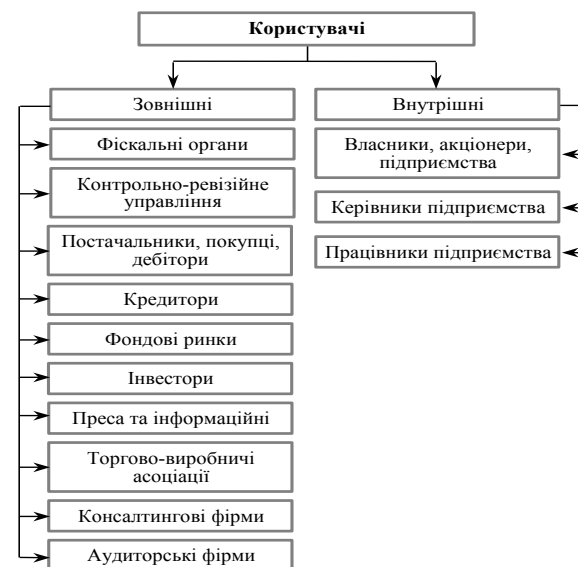 Користувачі
Зовнішні
Фіскальні органи
Контрольно-ревізійне
управління
Постачальники, покупці,
дебітори
Кредитори
Фондові ринки
Інвестори
Преса та інформаційні
Торгово-виробничі
асоціації
Консалтингові фірми
Аудиторські фірми
Внутрішні
Власники, акціонери,
підприємства
Керівники підприємства
Працівники підприємства